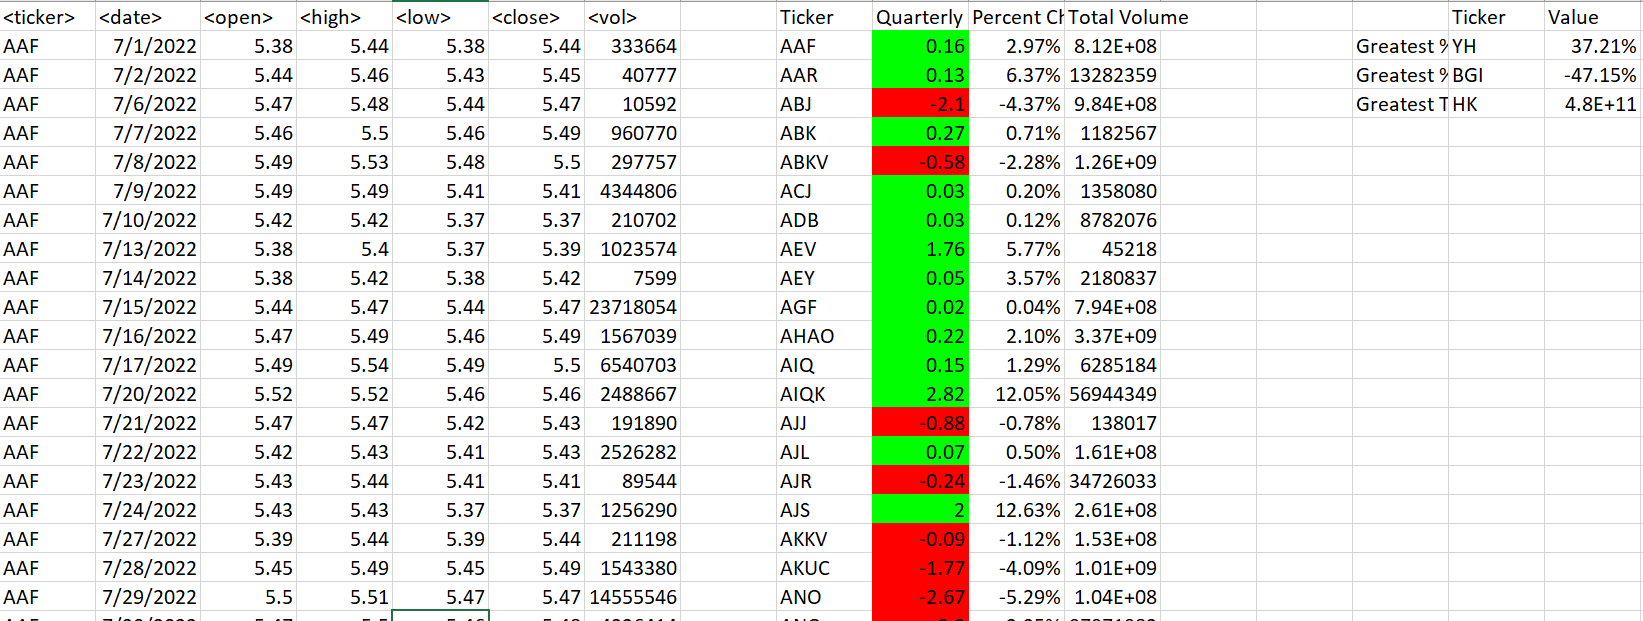 <ticker> <date> <open> <high> <low> <close> <vol> Ticker Quarterly Percent Ch Total Volume Ticker Value
AAF 7/1/2022 5.38 5.44 5.38 5.44 333664 AAF 0.16 2.97% 8.12E+08 Greatest % YH 37.21%
AAF 7/2/2022 5.44 5.46 5.43 5.45 40777 AAR 0.13 6.37% 13282359 Greatest % BGI -47.15%
AAF 7/6/2022 5.47 5.48 5.44 5.47 10592 ABJ -2.1 -4.37% 9.84E+08 Greatest T HK 4.8E+11
AAF 7/7/2022 5.46 5.5 5.46 5.49 960770 ABK 0.27 0.71% 1182567
AAF 7/8/2022 5.49 5.53 5.48 5.5 297757 ABKV -0.58 -2.28% 1.26E+09
AAF 7/9/2022 5.49 5.49 5.41 5.41 4344806 ACJ 0.03 0.20% 1358080
AAF 7/10/2022 5.42 5.42 5.37 5.37 210702 ADB 0.03 0.12% 8782076
AAF 7/13/2022 5.38 5.4 5.37 5.39 1023574 AEV 1.76 5.77% 45218
AAF 7/14/2022 5.38 5.42 5.38 5.42 7599 AEY 0.05 3.57% 2180837
AAF 7/15/2022 5.44 5.47 5.44 5.47 23718054 AGF 0.02 0.04% 7.94E+08
AAF 7/16/2022 5.47 5.49 5.46 5.49 1567039 AHAO 0.22 2.10% 3.37E+09
AAF 7/17/2022 5.49 5.54 5.49 5.5 6540703 AIQ 0.15 1.29% 6285184
AAF 7/20/2022 5.52 5.52 5.46 5.46 2488667 AIQK 2.82 12.05% 56944349
AAF 7/21/2022 5.47 5.47 5.42 5.43 191890 AJJ -0.88 -0.78% 138017
AAF 7/22/2022 5.42 5.43 5.41 5.43 2526282 AJL 0.07 0.50% 1.61E+08
AAF 7/23/2022 5.43 5.44 5.41 5.41 89544 AJR -0.24 -1.46% 34726033
AAF 7/24/2022 5.43 5.43 5.37 5.37 1256290 AJS 2 12.63% 2.61E+08
AAF 7/27/2022 5.39 5.44 5.39 5.44 211198 AKKV -0.09 -1.12% 1.53E+08
AAF 7/28/2022 5.45 5.49 5.45 5.49 1543380 AKUC -1.77 -4.09% 1.01E+09
AAF 7/29/2022 5.5 5.51 5.47 5.47 14555546 ANO -2.67 -5.29% 1.04E+08